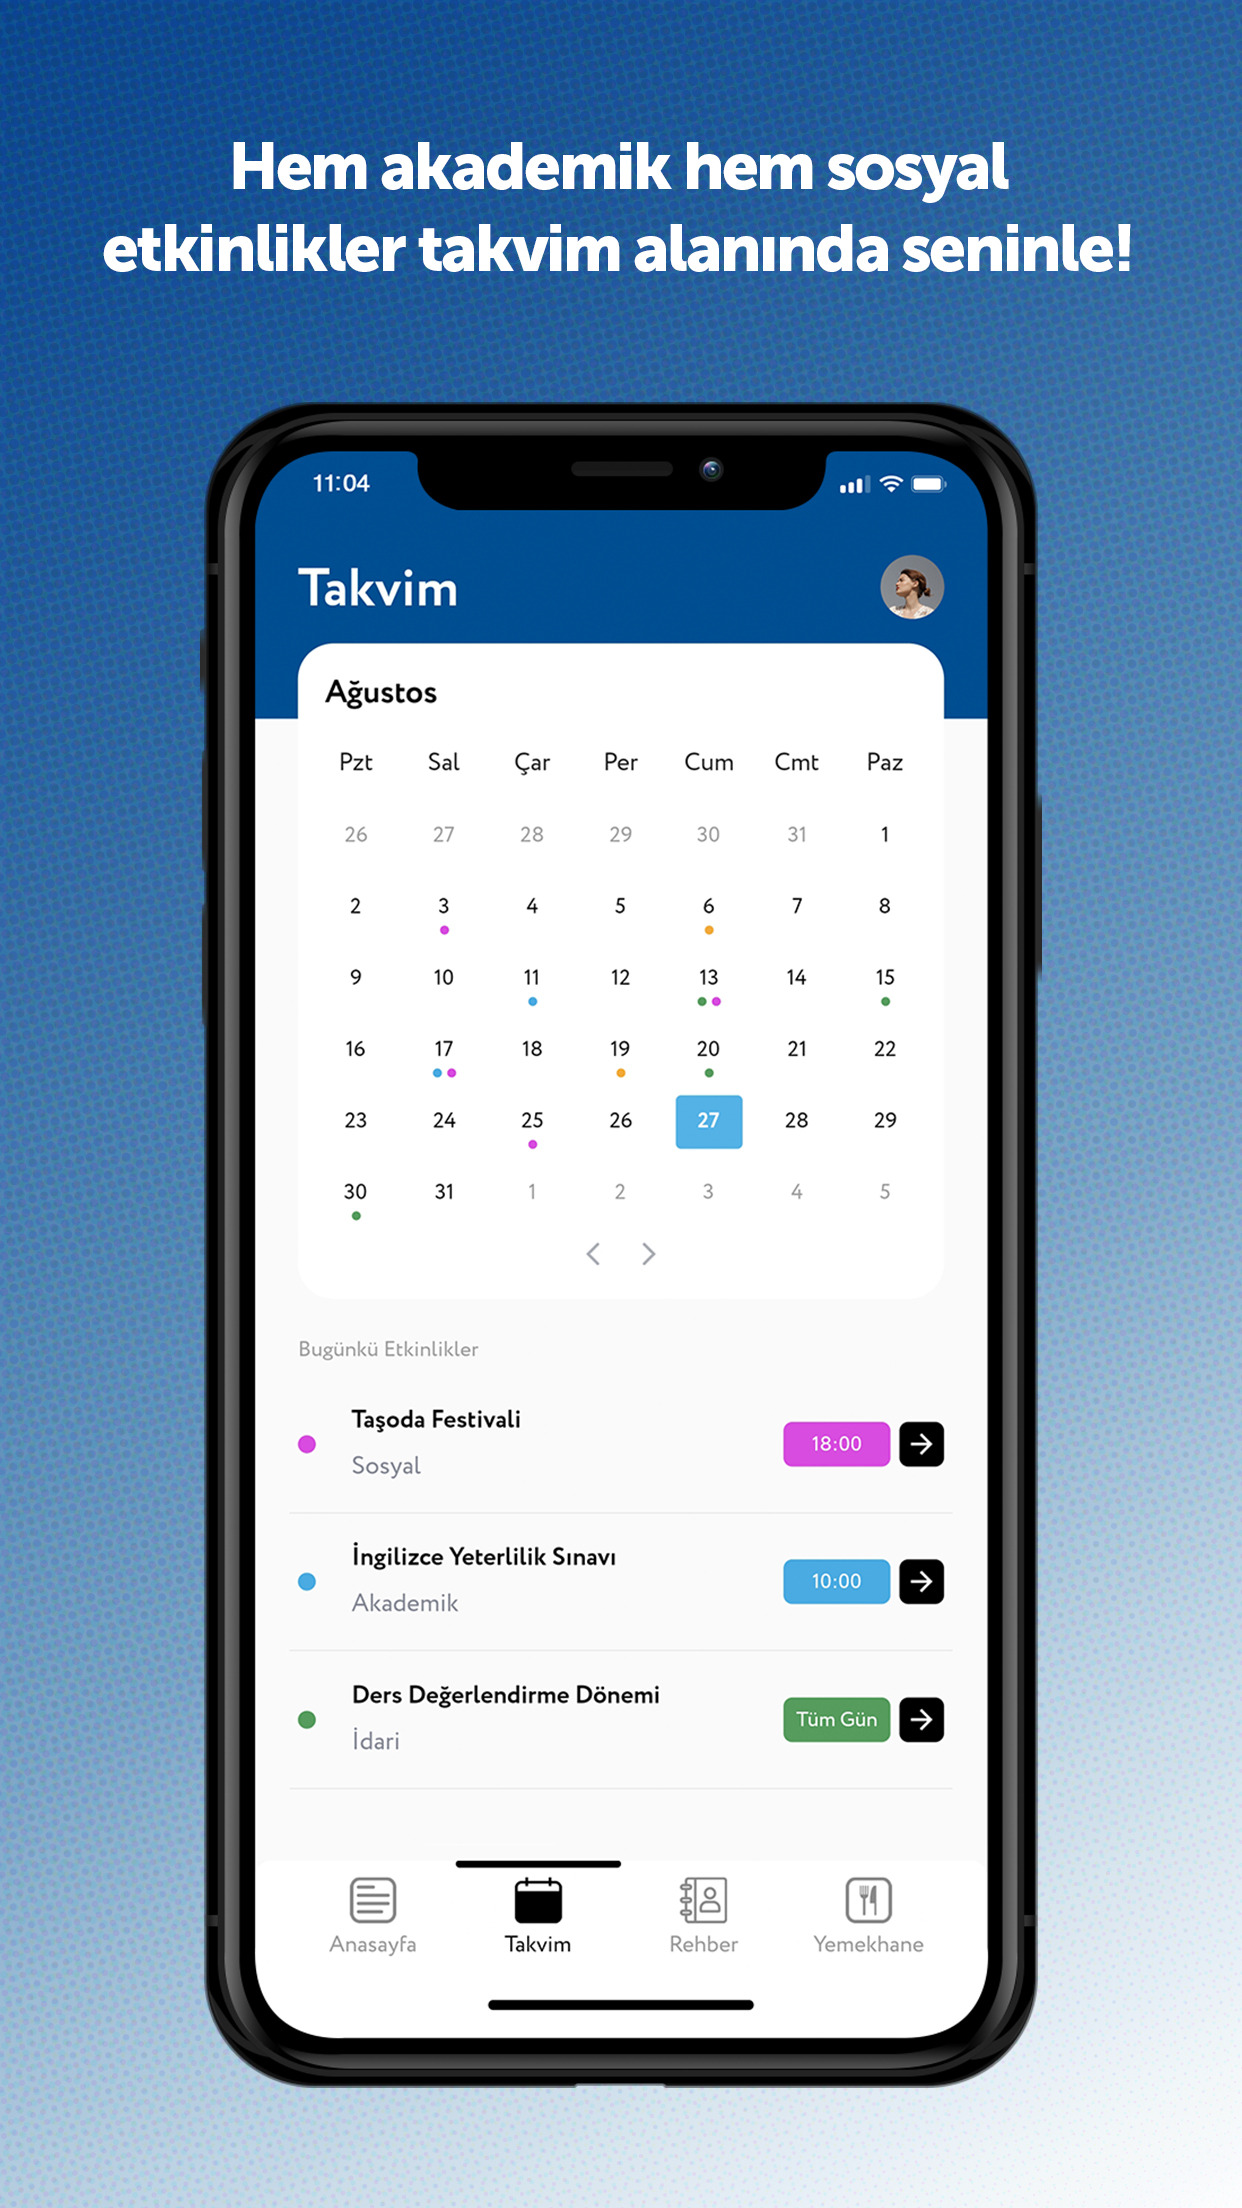 Hem akademik hem sosyal
etkinlikler takvim alanında seninle!
11:04
Takvim
Ağustos
Pzt Sal Çar Per Cum Cmt Paz
26 27 28 29 30 31 1
2 3 4 5 6 7 8
9 10 11 12 13 14 15
16 17 18 19 20 21 22
23 24 25 26 27 28 29
30 31 1 2 3 4 5
Bugünkü Etkinlikler
Taşoda Festivali
18:00
Sosyal
İngilizce Yeterlilik Sınavı
10:00
Akademik
Ders Değerlendirme Dönemi
Tüm Gün
İdari
Anasayfa Takvim Rehber Yemekhane